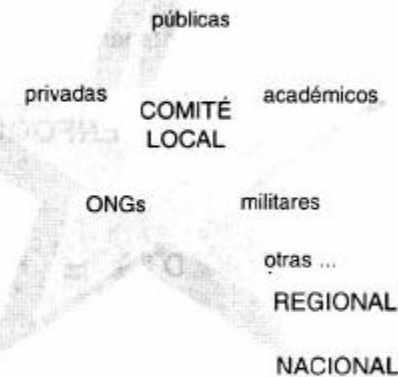 públicas
privadas
académicos
COMITÉ
LOCAL
ONGs
militares
otras ...
REGIONAL
NACIONAL